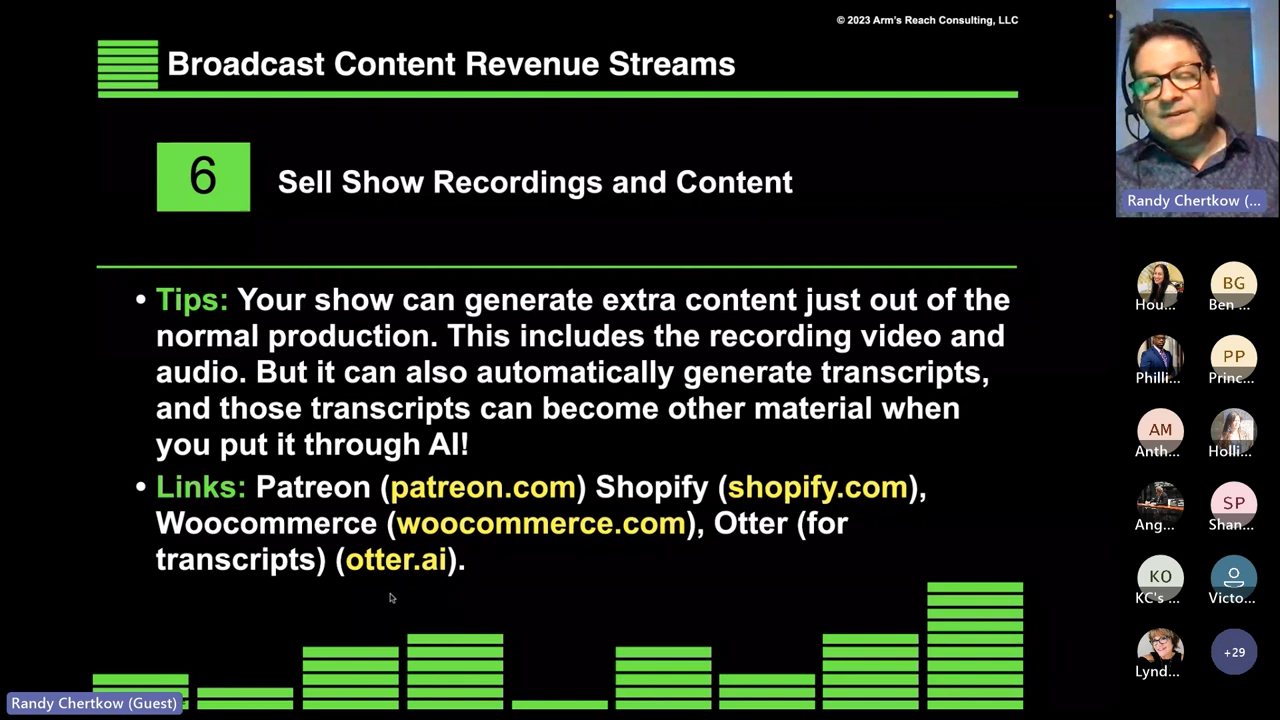 © 2023 Arm's Reach Consulting, LLC
Broadcast Content Revenue Streams
6
Sell Show Recordings and Content
• Tips: Your show can generate extra content just out of the
normal production. This includes the recording video and
audio. But it can also automatically generate transcripts,
and those transcripts can become other material when
you put it through AI!
• Links: Patreon (patreon.com) Shopify (shopify.com),
Woocommerce (woocommerce.com), Otter (for
transcripts) (otter.ai).
Randy Chertkow (Guest)
Randy Chertkow (...
Hou...
BG
Ben ...
Philli...
PP
Princ...
AM
Anth...
Holli...
Ang...
SP
Shan...
KO
KC's ...
Victo...
Lynd...
+29